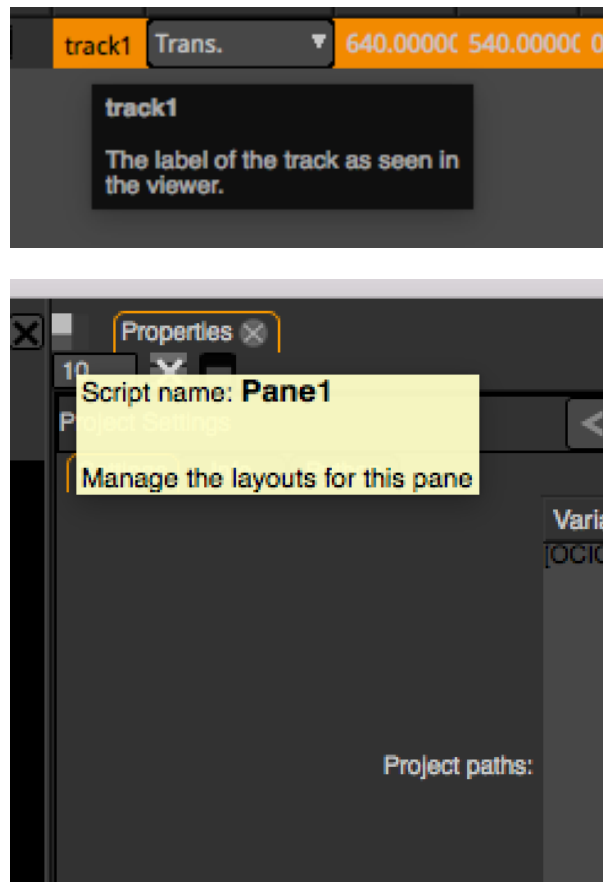 track1 Trans. 640.0000( 540.0000( 0
track1
The label of the track as seen in
the viewer.
Properties
10
Script name: Pane1
Project Settings
Manage the layouts for this pane
Varia
[OCIO
Project paths: